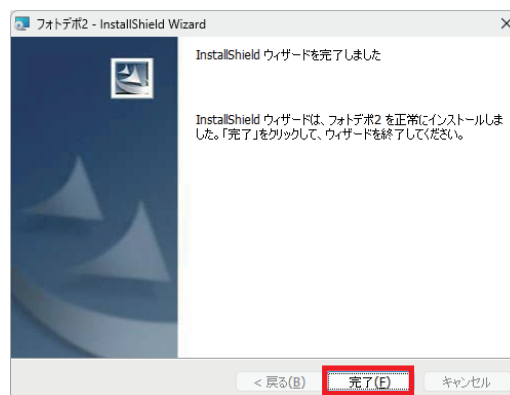 フォトデポ2 - InstallShield Wizard
InstallShield ウィザードを完了しました
InstallShield ウィザードは、フォトデポ2 を正常にインストールしま
した。「完了」をクリックして、ウィザードを終了してください。
< 戻る(B) 完了(F) キャンセル